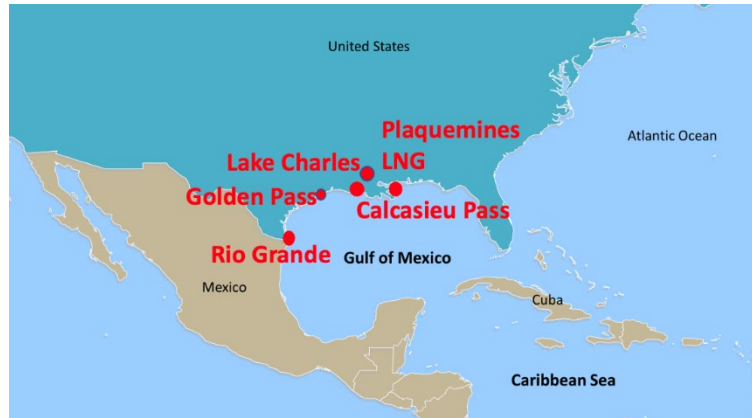 United States
Plaquemines
LNG
Atlantic Ocean
Lake Charles
Golden Pass
Calcasieu Pass
Rio Grande
Gulf of Mexico
Mexico
Cuba
Caribbean Sea